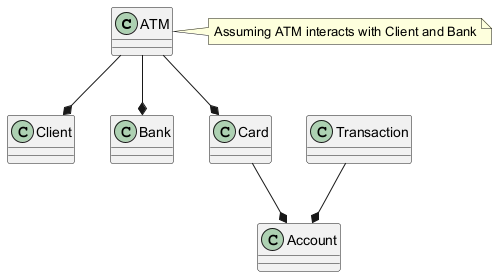 C ATM
Assuming ATM interacts with Client and Bank
C Client
C Bank
C Card
C Transaction
C Account